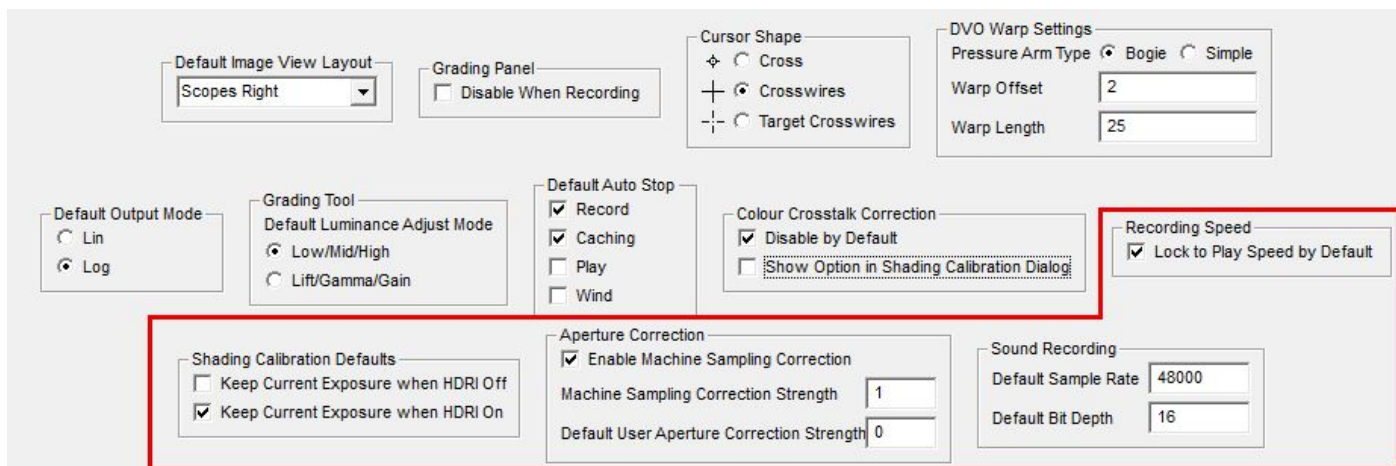 Default Image View Layout
Scopes Right
Grading Panel
Disable When Recording
Cursor Shape
Cross
Crosswires
Target Crosswires
DVO Warp Settings
Pressure Arm Type Bogie Simple
Warp Offset 2
Warp Length 25
Default Output Mode
Lin
Log
Grading Tool
Default Luminance Adjust Mode
Low/Mid/High
Lift/Gamma/Gain
Default Auto Stop
Record
Caching
Play
Wind
Colour Crosstalk Correction
Disable by Default
Show Option in Shading Calibration Dialog
Recording Speed
Lock to Play Speed by Default
Shading Calibration Defaults
Keep Current Exposure when HDRI Off
Keep Current Exposure when HDRI On
Aperture Correction
Enable Machine Sampling Correction
Machine Sampling Correction Strength 1
Default User Aperture Correction Strength 0
Sound Recording
Default Sample Rate 48000
Default Bit Depth 16